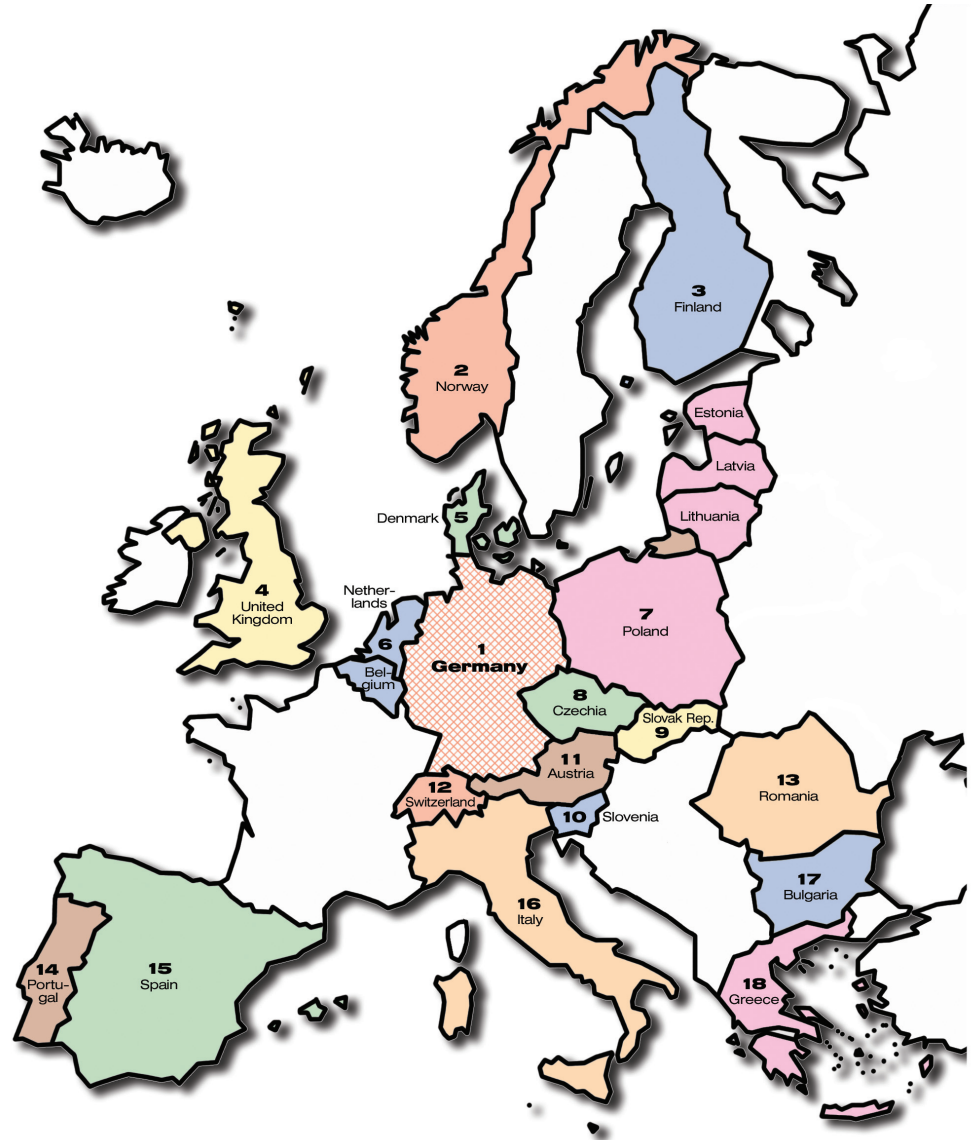 3
Finland
2
Norway
Estonia
Latvia
Lithuania
Denmark
5
4
United
Kingdom
Nether-
lands
6
Bel-
gium
1
Germany
7
Poland
8
Czechia
Slovak Rep.
9
11
Austria
12
Switzerland
10
Slovenia
13
Romania
17
Bulgaria
16
Italy
14
Portu-
gal
15
Spain
18
Greece